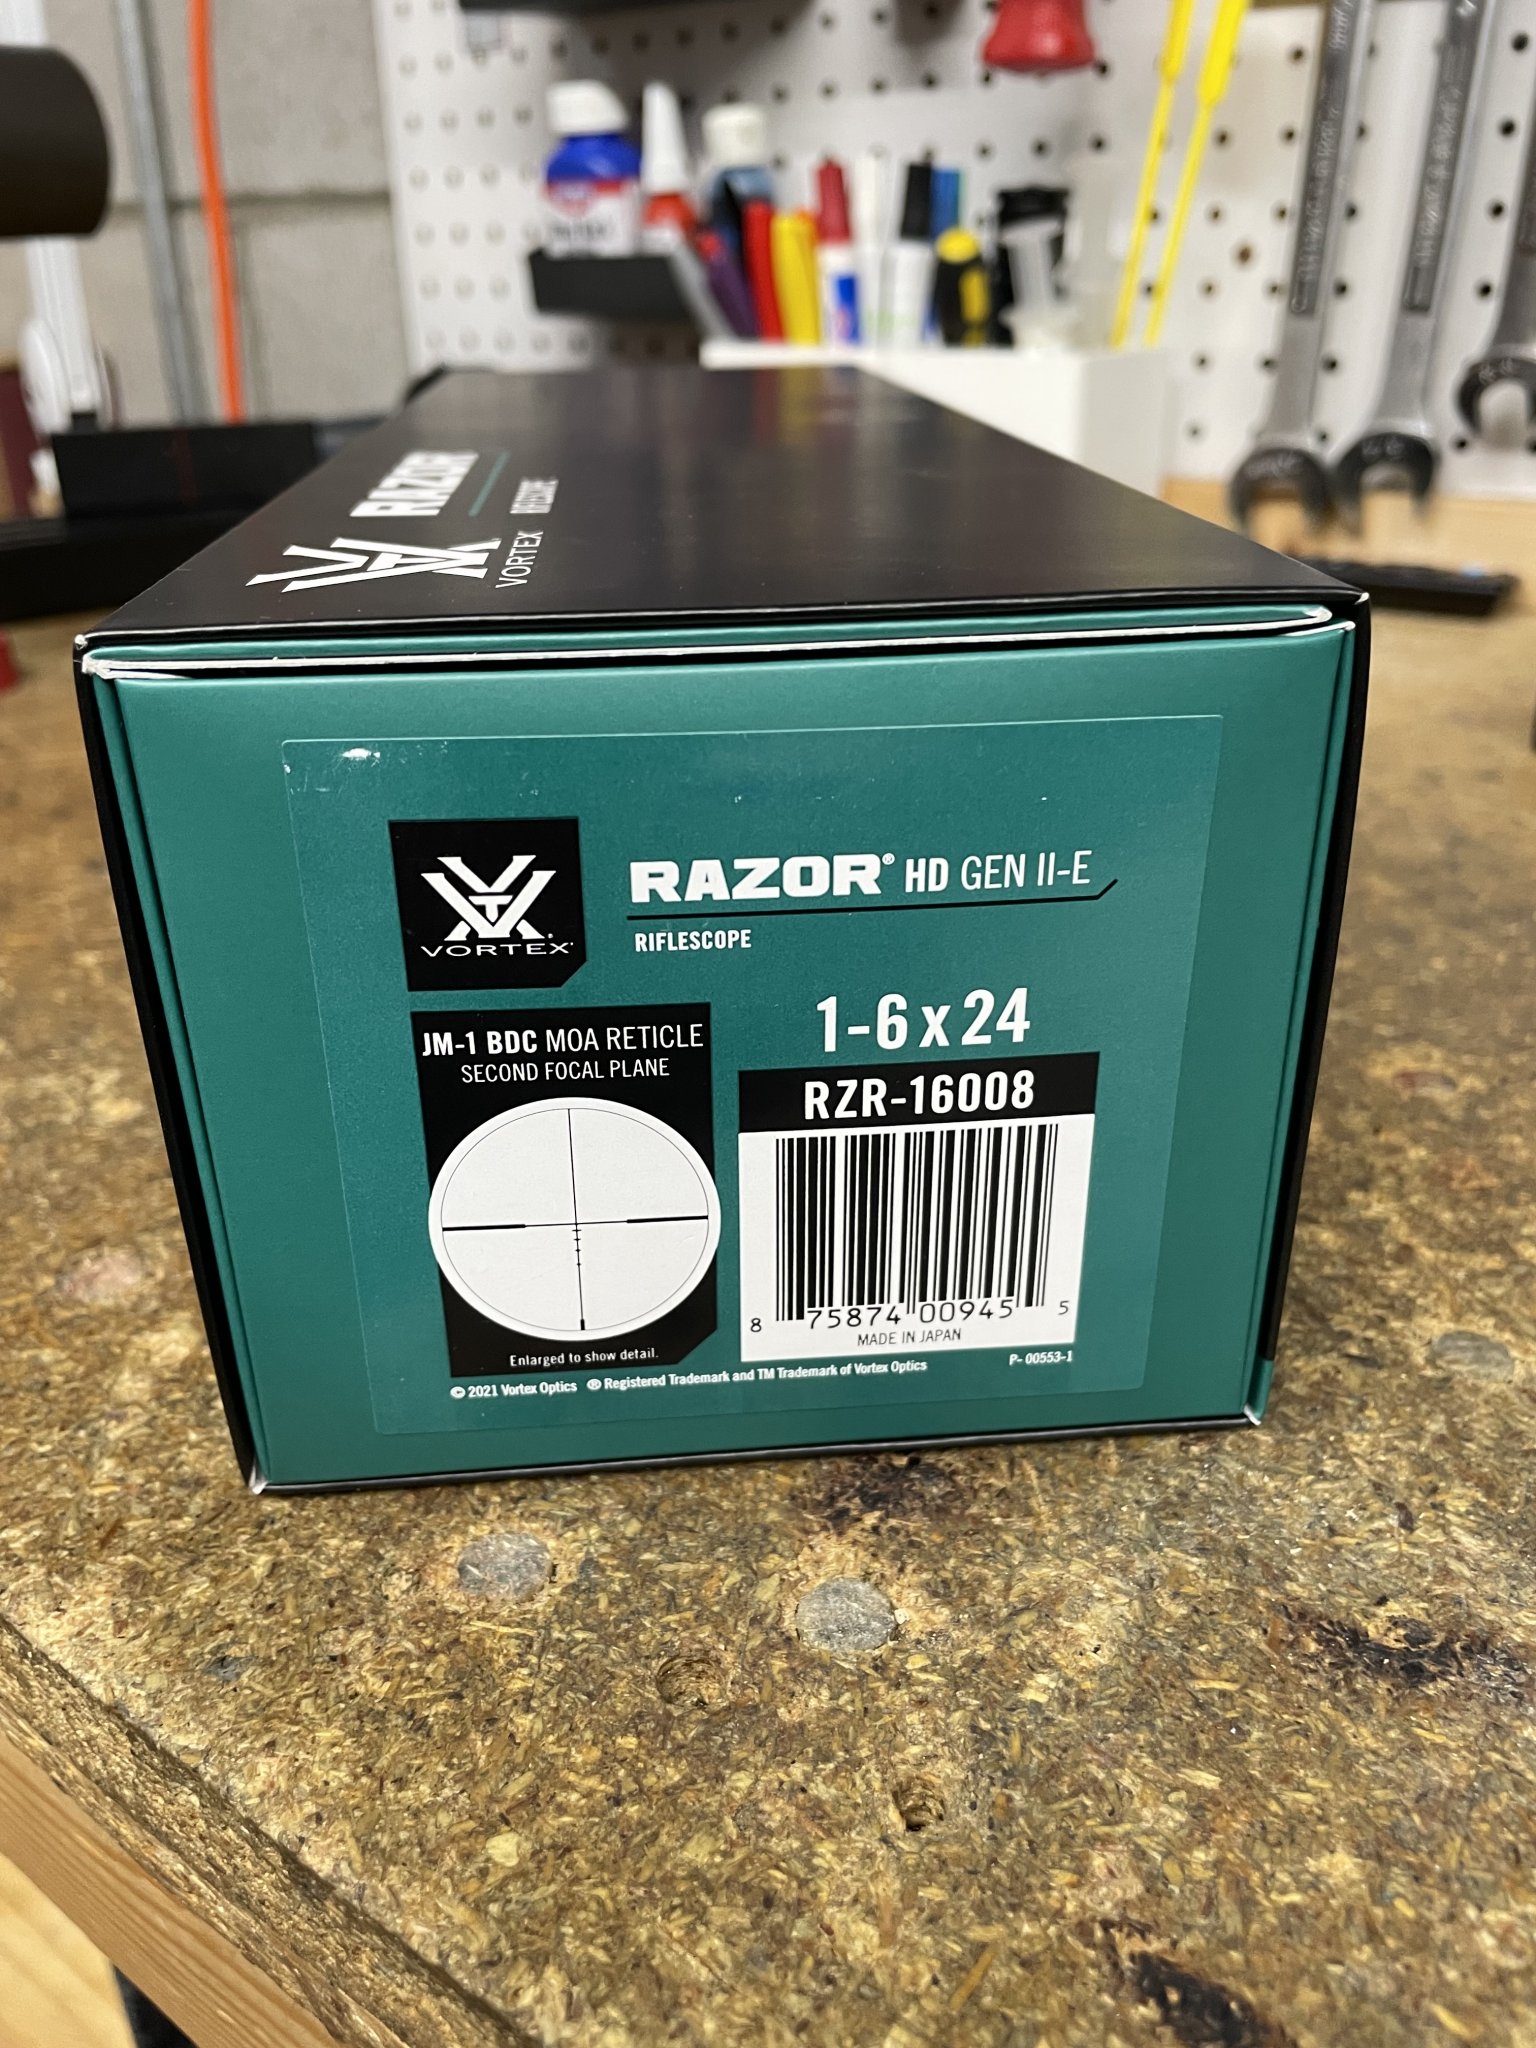 RAZOR
VORTEX
RAZOR® HD GEN II-E
RIFLESCOPE
VORTEX®
1-6 x 24
JM-1 BDC MOA RETICLE
SECOND FOCAL PLANE
RZR-16008
8 75874 00945 5
MADE IN JAPAN
Enlarged to show detail.
P- 00553-1
© 2021 Vortex Optics ® Registered Trademark and TM Trademark of Vortex Optics